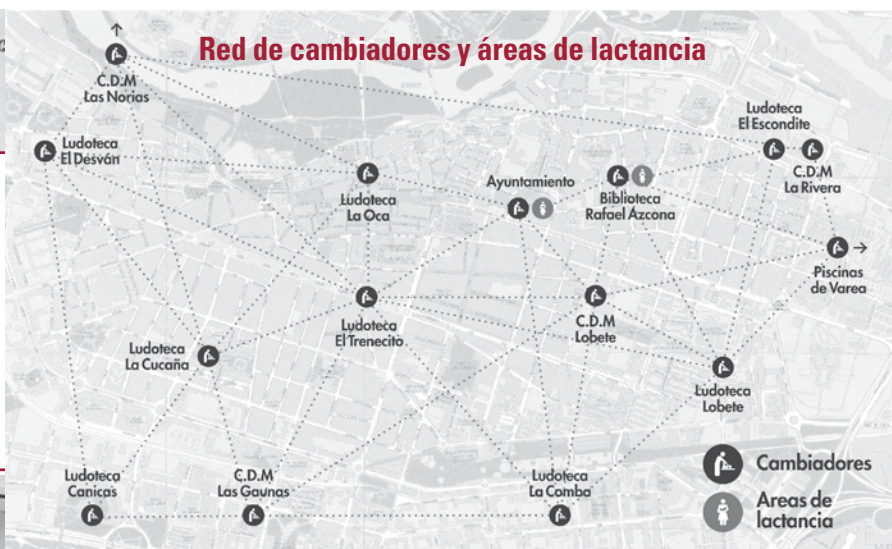 Red de cambiadores y áreas de lactancia
C.D.M
Las Norias
Ludoteca
El Desván
Ludoteca
La Oca
Ayuntamiento
Biblioteca
Rafael Azcona
Ludoteca
El Escondite
C.D.M
La Rivera
Piscinas
de Varea
Ludoteca
El Trenecito
C.D.M
Lobete
Ludoteca
La Cucaña
Ludoteca
Lobete
Ludoteca
Canicas
C.D.M
Las Gaunas
Ludoteca
La Comba
Cambiadores
Areas de
lactancia